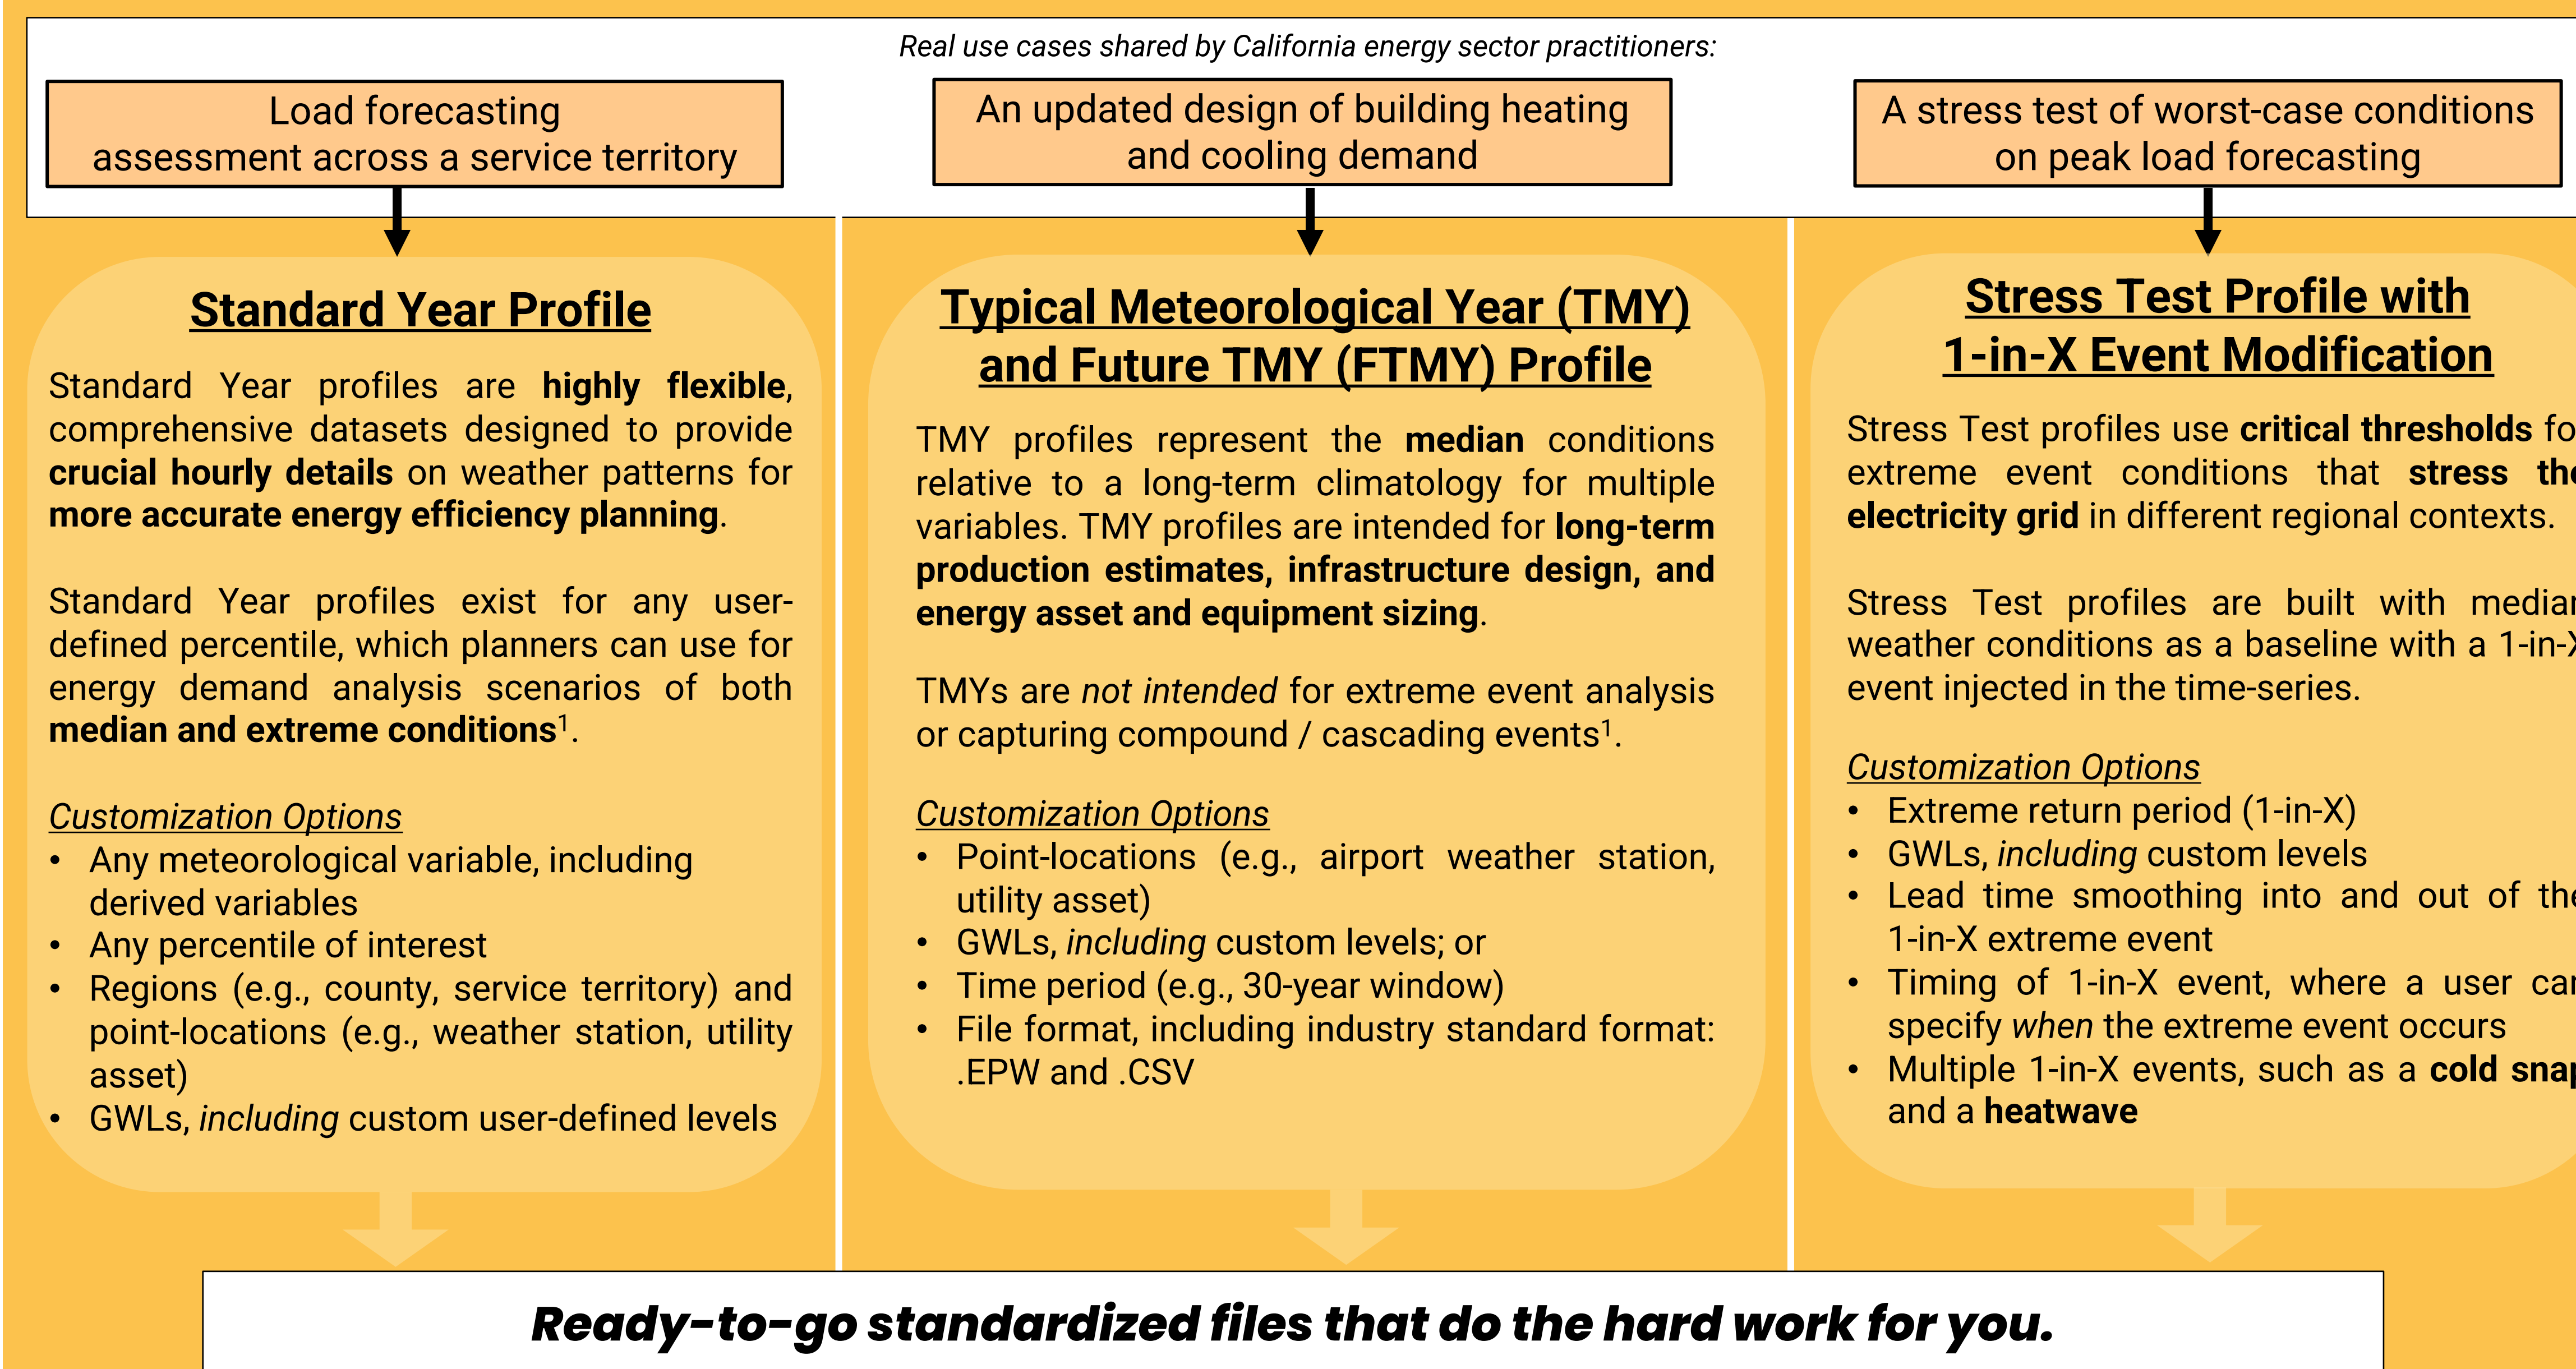 Real use cases shared by California energy sector practitioners:
Load forecasting
assessment across a service territory
An updated design of building heating
and cooling demand
A stress test of worst-case conditions
on peak load forecasting
Standard Year Profile
Standard Year profiles are highly flexible,
comprehensive datasets designed to provide
crucial hourly details on weather patterns for
more accurate energy efficiency planning.
Standard Year profiles exist for any user-
defined percentile, which planners can use for
energy demand analysis scenarios of both
median and extreme conditions¹.
Customization Options
• Any meteorological variable, including
derived variables
• Any percentile of interest
• Regions (e.g., county, service territory) and
point-locations (e.g., weather station, utility
asset)
• GWLs, including custom user-defined levels
Typical Meteorological Year (TMY)
and Future TMY (FTMY) Profile
TMY profiles represent the median conditions
relative to a long-term climatology for multiple
variables. TMY profiles are intended for long-term
production estimates, infrastructure design, and
energy asset and equipment sizing.
TMYs are not intended for extreme event analysis
or capturing compound / cascading events¹.
Customization Options
• Point-locations (e.g., airport weather station,
utility asset)
• GWLs, including custom levels; or
• Time period (e.g., 30-year window)
• File format, including industry standard format:
.EPW and .CSV
Stress Test Profile with
1-in-X Event Modification
Stress Test profiles use critical thresholds fo
extreme event conditions that stress the
electricity grid in different regional contexts.
Stress Test profiles are built with median
weather conditions as a baseline with a 1-in-X
event injected in the time-series.
Customization Options
• Extreme return period (1-in-X)
• GWLs, including custom levels
• Lead time smoothing into and out of the
1-in-X extreme event
• Timing of 1-in-X event, where a user can
specify when the extreme event occurs
• Multiple 1-in-X events, such as a cold snap
and a heatwave
Ready-to-go standardized files that do the hard work for you.